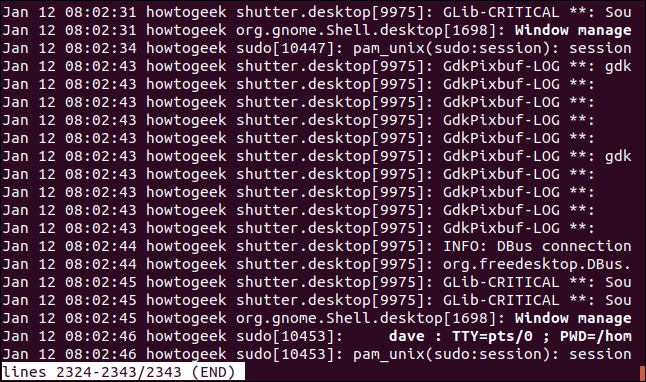 Jan 12 08:02:31 howtogeek shutter.desktop[9975]: GLib-CRITICAL **: Sou
Jan 12 08:02:31 howtogeek org.gnome.Shell.desktop[1698]: Window manage
Jan 12 08:02:34 howtogeek sudo[10447]: pam_unix(sudo:session): session
Jan 12 08:02:43 howtogeek shutter.desktop[9975]: GdkPixbuf-LOG **: gdk
Jan 12 08:02:43 howtogeek shutter.desktop[9975]: GdkPixbuf-LOG **:
Jan 12 08:02:43 howtogeek shutter.desktop[9975]: GdkPixbuf-LOG **:
Jan 12 08:02:43 howtogeek shutter.desktop[9975]: GdkPixbuf-LOG **:
Jan 12 08:02:43 howtogeek shutter.desktop[9975]: GdkPixbuf-LOG **:
Jan 12 08:02:43 howtogeek shutter.desktop[9975]: GdkPixbuf-LOG **: gdk
Jan 12 08:02:43 howtogeek shutter.desktop[9975]: GdkPixbuf-LOG **:
Jan 12 08:02:43 howtogeek shutter.desktop[9975]: GdkPixbuf-LOG **:
Jan 12 08:02:43 howtogeek shutter.desktop[9975]: GdkPixbuf-LOG **:
Jan 12 08:02:43 howtogeek shutter.desktop[9975]: GdkPixbuf-LOG **:
Jan 12 08:02:44 howtogeek shutter.desktop[9975]: INFO: DBus connection
Jan 12 08:02:44 howtogeek shutter.desktop[9975]: org.freedesktop.DBus.
Jan 12 08:02:45 howtogeek shutter.desktop[9975]: GLib-CRITICAL **: Sou
Jan 12 08:02:45 howtogeek shutter.desktop[9975]: GLib-CRITICAL **: Sou
Jan 12 08:02:45 howtogeek org.gnome.Shell.desktop[1698]: Window manage
Jan 12 08:02:46 howtogeek sudo[10453]:     dave : TTY=pts/0 ; PWD=/hom
Jan 12 08:02:46 howtogeek sudo[10453]: pam_unix(sudo:session): session
lines 2324-2343/2343 (END)